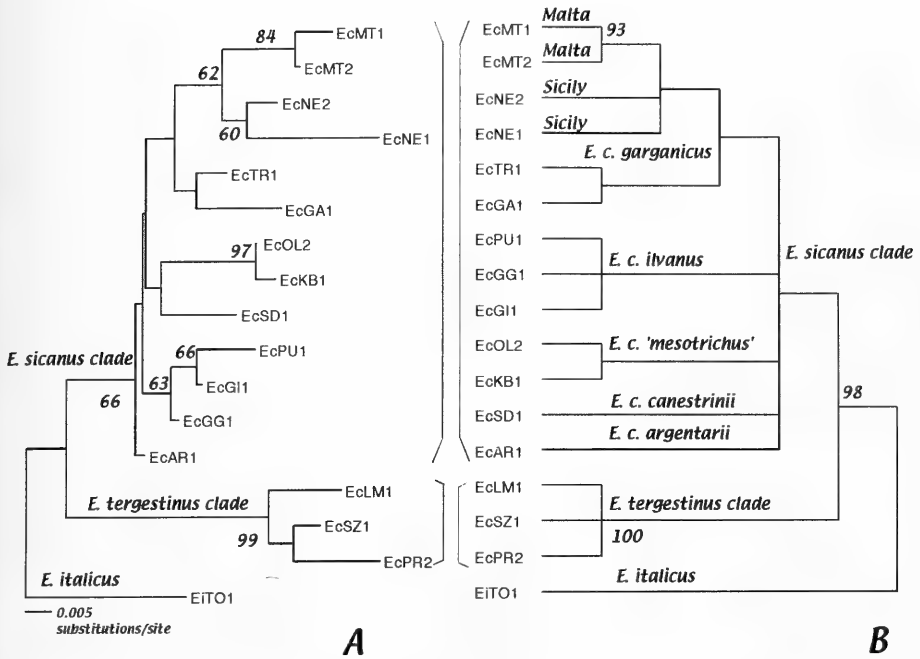 84
EcMT1
62
EcMT2
EcNE2
60
EcNE1
EcTR1
EcGA1
97
EcOL2
EcKB1
EcSD1
66
EcPU1
E. sicanus clade
63
EcGI1
66
EcGG1
EcAR1
E. tergestinus clade
EcLM1
EcSZ1
99
EcPR2
E. italicus
EiTO1
0.005
substitutions/site
A
EcMT1
Malta
93
EcMT2
Malta
EcNE2
Sicily
EcNE1
Sicily
E. c. garganicus
EcTR1
EcGA1
EcPU1
E. c. ilvanus
E. sicanus clade
EcGG1
EcGI1
EcOL2
E. c. 'mesotrichus'
EcKB1
98
E. c. canestrinii
EcSD1
E. c. argentarii
EcAR1
EcLM1
E. tergestinus clade
EcSZ1
100
EcPR2
E. italicus
EiTO1
B